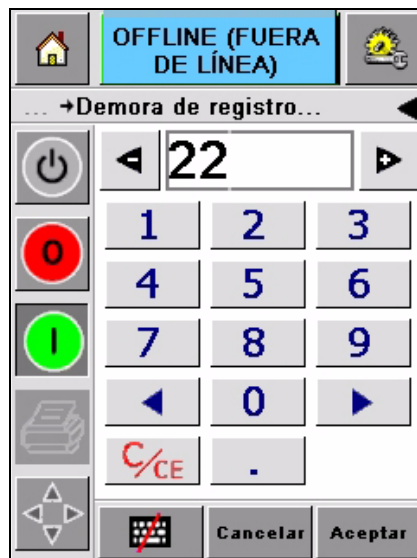 OFFLINE (FUERA
DE LÍNEA)
... →Demora de registro...
22
1 2 3
4 5 6
7 8 9
0
C/CE .
Cancelar Aceptar